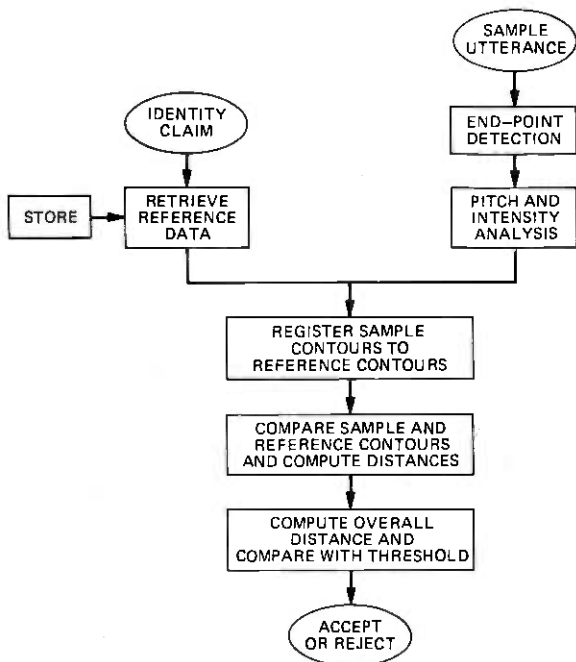 SAMPLE
UTTERANCE
IDENTITY
CLAIM
END-POINT
DETECTION
STORE
RETRIEVE
REFERENCE
DATA
PITCH AND
INTENSITY
ANALYSIS
REGISTER SAMPLE
CONTOURS TO
REFERENCE CONTOURS
COMPARE SAMPLE AND
REFERENCE CONTOURS
AND COMPUTE DISTANCES
COMPUTE OVERALL
DISTANCE AND
COMPARE WITH THRESHOLD
ACCEPT
OR REJECT